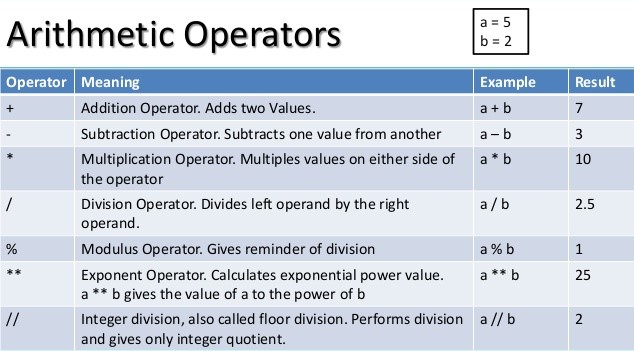 Arithmetic Operators
a = 5
b = 2
Operator Meaning Example Result
+ Addition Operator. Adds two Values. a + b 7
- Subtraction Operator. Subtracts one value from another a – b 3
* Multiplication Operator. Multiples values on either side of a * b 10
the operator
/ Division Operator. Divides left operand by the right a / b 2.5
operand.
% Modulus Operator. Gives reminder of division a % b 1
** Exponent Operator. Calculates exponential power value. a ** b 25
a ** b gives the value of a to the power of b
// Integer division, also called floor division. Performs division a // b 2
and gives only integer quotient.